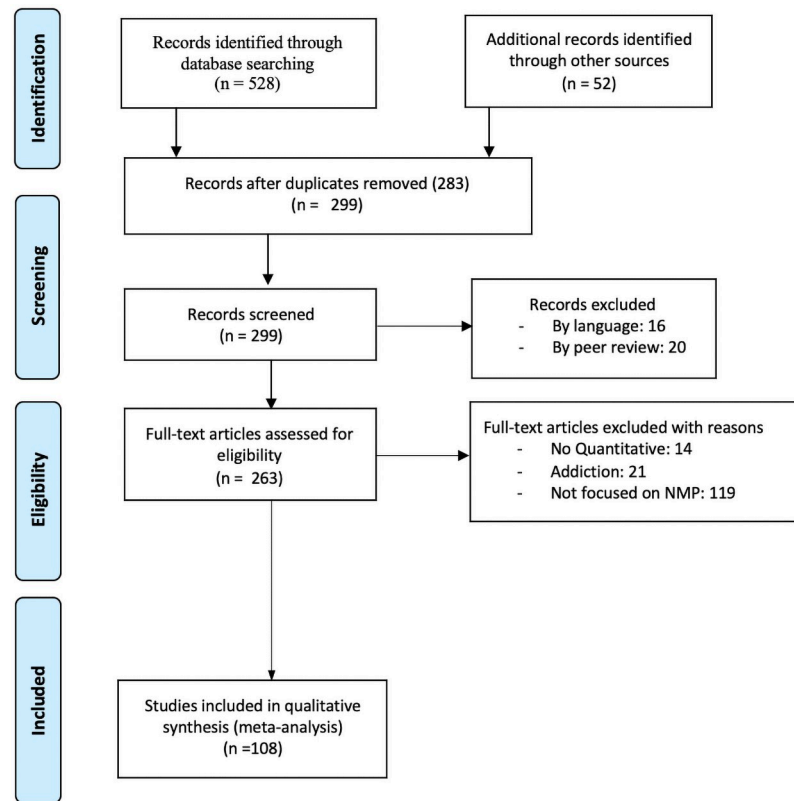 Identification
Records identified through
database searching
(n = 528)
Additional records identified
through other sources
(n = 52)
Records after duplicates removed (283)
(n = 299)
Screening
Records screened
(n = 299)
Records excluded
- By language: 16
- By peer review: 20
Eligibility
Full-text articles assessed for
eligibility
(n = 263)
Full-text articles excluded with reasons
- No Quantitative: 14
- Addiction: 21
- Not focused on NMP: 119
Included
Studies included in qualitative
synthesis (meta-analysis)
(n =108)